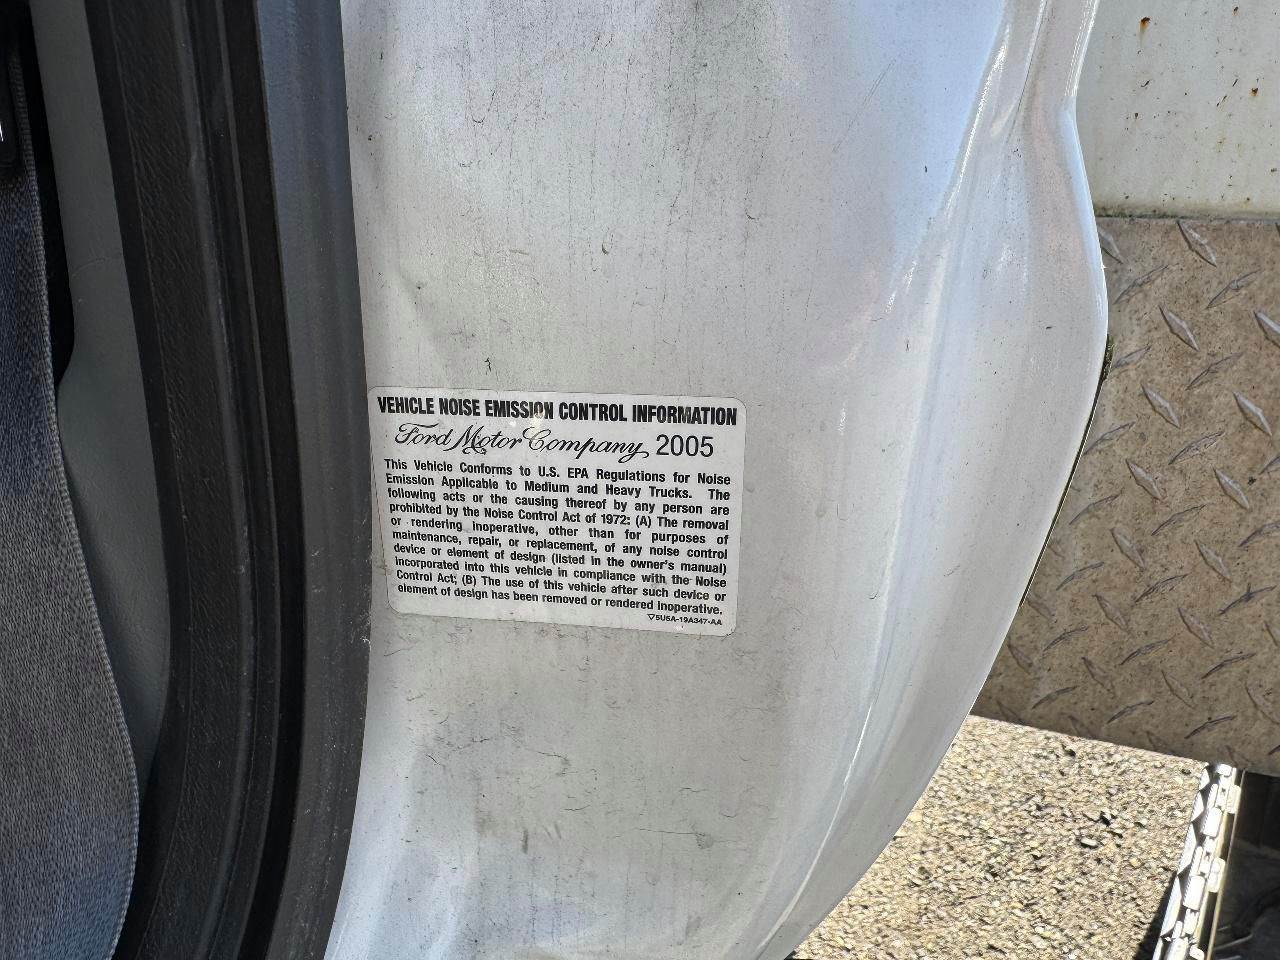 VEHICLE NOISE EMISSION CONTROL INFORMATION
Ford Motor Company 2005
This Vehicle Conforms to U.S. EPA Regulations for Noise
Emission Applicable to Medium and Heavy Trucks. The
following acts or the causing thereof by any person are
prohibited by the Noise Control Act of 1972: (A) The removal
or rendering inoperative, other than for purposes of
maintenance, repair, or replacement, of any noise control
device or element of design (listed in the owner's manual)
incorporated into this vehicle in compliance with the Noise
Control Act; (B) The use of this vehicle after such device or
element of design has been removed or rendered inoperative.
▽5U5A-19A347-AA